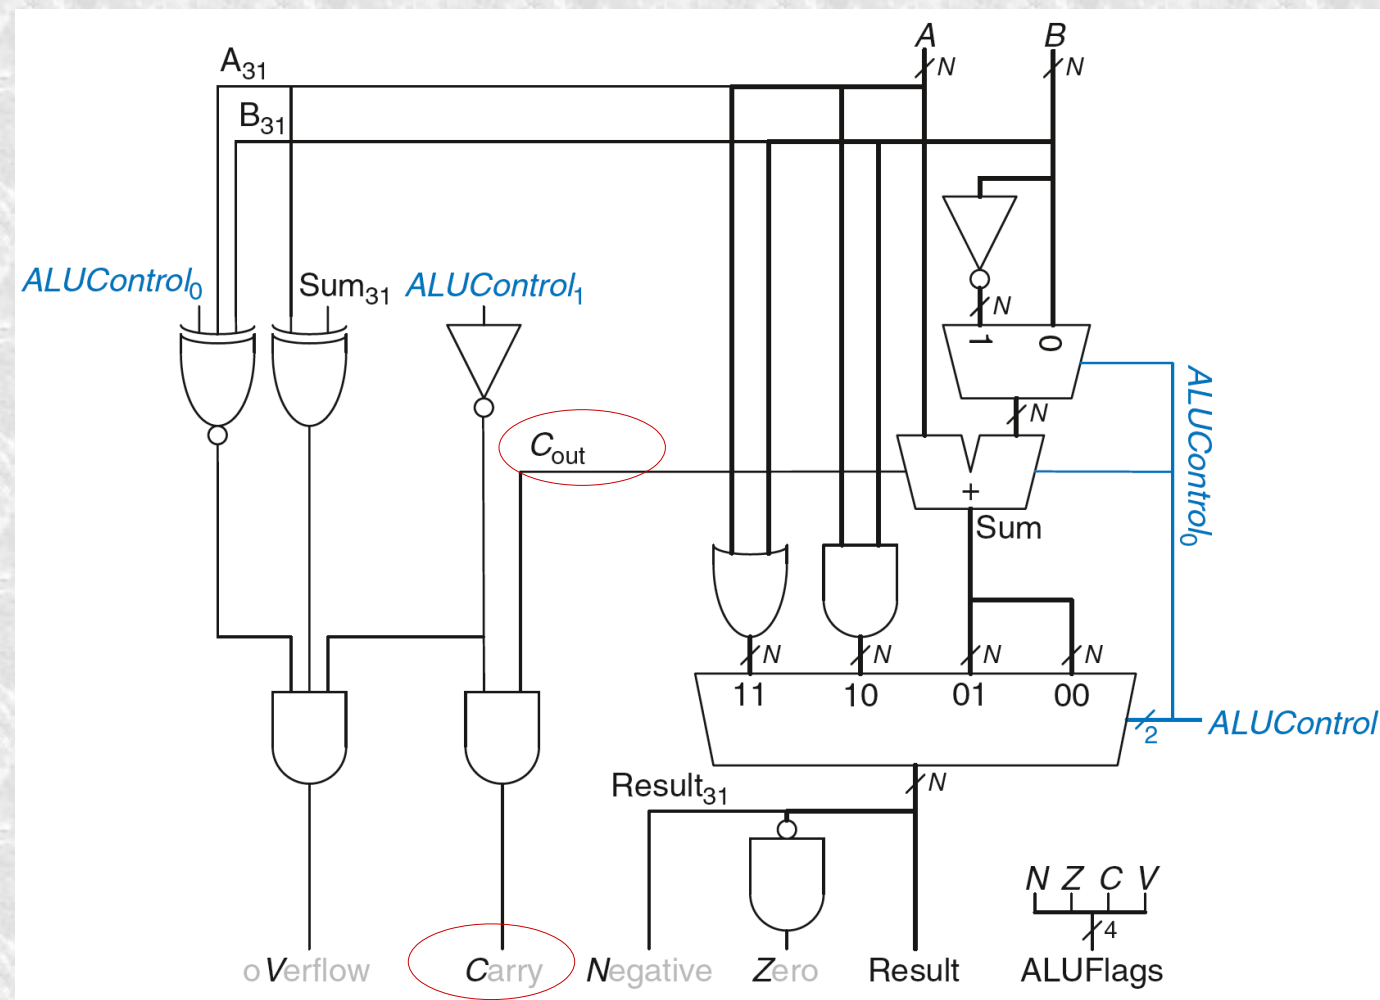 A B
N N
A31
B31
ALUControl0 Sum31 ALUControl1
N
1 0
ALUControl0
N
Cout
+
Sum
N N N N
11 10 01 00
2 ALUControl
Result31 N
N Z C V
4
oVerflow Carry Negative Zero Result ALUFlags